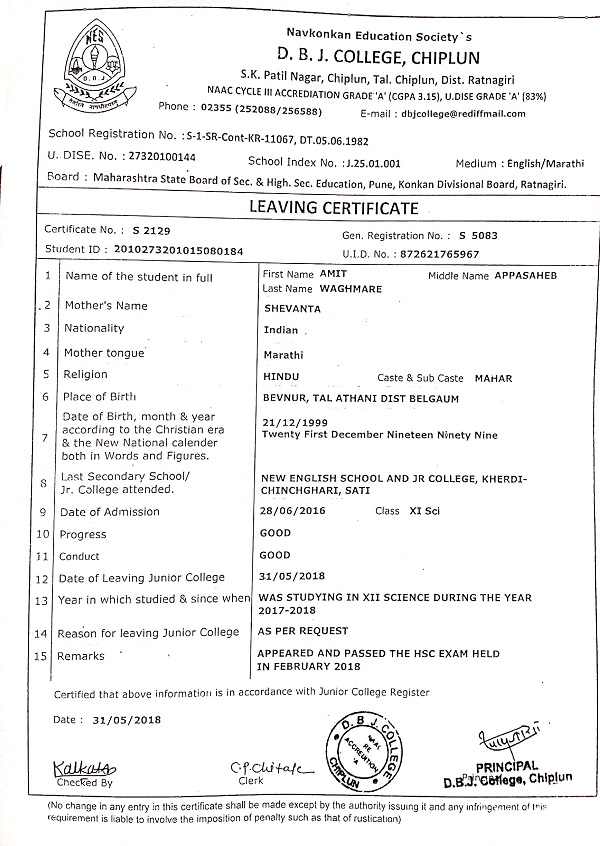 NES
D B J
Navkonkan Education Society`s
D. B. J. COLLEGE, CHIPLUN
S.K. Patil Nagar, Chiplun, Tal. Chiplun, Dist. Ratnagiri
NAAC CYCLE III ACCREDIATION GRADE 'A' (CGPA 3.15), U.DISE GRADE 'A' (83%)
Phone : 02355 (252088/256588) E-mail : dbjcollege@rediffmail.com
School Registration No. : S-1-SR-Cont-KR-11067, DT.05.06.1982
U. DISE. No. : 27320100144 School Index No. : J.25.01.001 Medium : English/Marathi
Board : Maharashtra State Board of Sec. & High. Sec. Education, Pune, Konkan Divisional Board, Ratnagiri.
LEAVING CERTIFICATE
Certificate No. : S 2129 Gen. Registration No. : S 5083
Student ID : 2010273201015080184 U.I.D. No. : 872621765967
1 Name of the student in full First Name AMIT Middle Name APPASAHEB
Last Name WAGHMARE
2 Mother's Name SHEVANTA
3 Nationality Indian
4 Mother tongue Marathi
5 Religion HINDU Caste & Sub Caste MAHAR
6 Place of Birth BEVNUR, TAL ATHANI DIST BELGAUM
7 Date of Birth, month & year
according to the Christian era
& the New National calender
both in Words and Figures.
21/12/1999
Twenty First December Nineteen Ninety Nine
8 Last Secondary School/
Jr. College attended.
NEW ENGLISH SCHOOL AND JR COLLEGE, KHERDI-
CHINCHGHARI, SATI
9 Date of Admission 28/06/2016 Class XI Sci
10 Progress GOOD
11 Conduct GOOD
12 Date of Leaving Junior College 31/05/2018
13 Year in which studied & since when WAS STUDYING IN XII SCIENCE DURING THE YEAR
2017-2018
14 Reason for leaving Junior College AS PER REQUEST
15 Remarks APPEARED AND PASSED THE HSC EXAM HELD
IN FEBRUARY 2018
Certified that above information is in accordance with Junior College Register
Date : 31/05/2018
D. B. J. COLLEGE
CHIPLUN
ACCREDIATION
'A'
Kalkate
C.P. Chitale
Checked By
Clerk
PRINCIPAL
D.B.J. College, Chiplun
(No change in any entry in this certificate shall be made except by the authority issuing it and any infringement of this
requirement is liable to involve the imposition of penalty such as that of rustication)